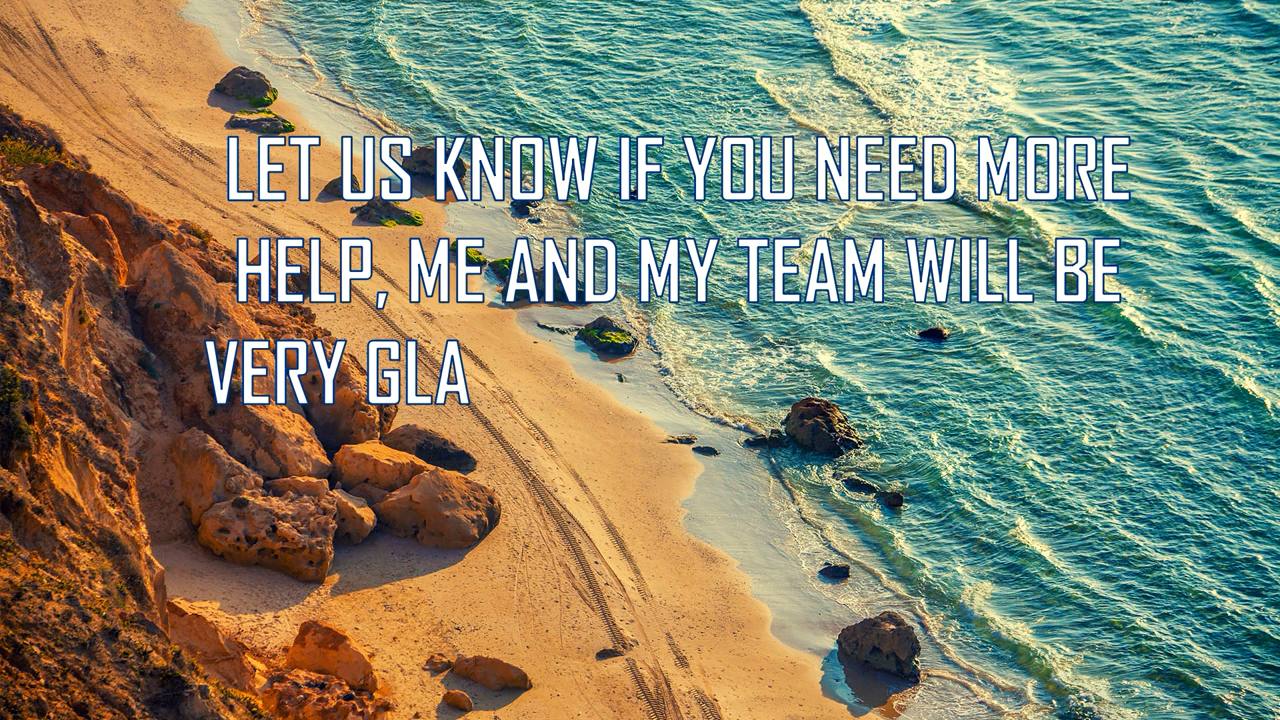 LET US KNOW IF YOU NEED MORE
HELP, ME AND MY TEAM WILL BE
VERY GLA